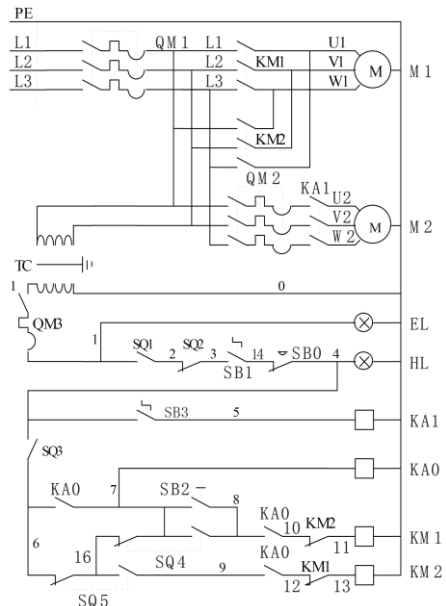 PE
L1 QM1 L1 U1
L2 L2 KM1 V1 M M1
L3 L3 W1
KM2
QM2
KA1 U2
V2 M M2
W2
TC
1 0
QM3
1 EL
SQ1 SQ2 SB0
2 3 14 4 HL
SB1
SB3 5 KA1
SQ3
KA0
KA0 7 SB2
8 KA0
10 KM2 KM1
6 11
16 SQ4 9 KA0 KM1 KM2
12 13
SQ5